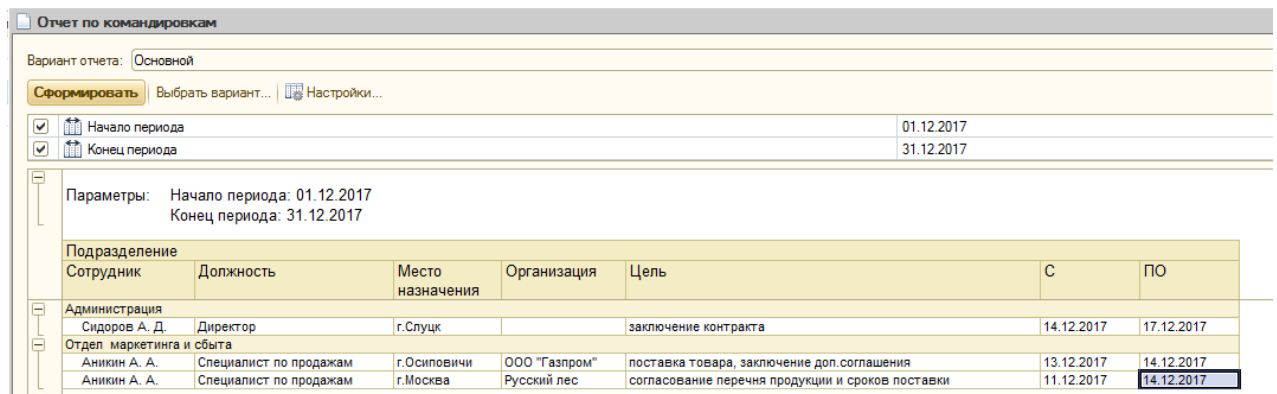 Отчет по командировкам
Вариант отчета: Основной
Сформировать Выбрать вариант... Настройки...
Начало периода 01.12.2017
Конец периода 31.12.2017
Параметры: Начало периода: 01.12.2017
Конец периода: 31.12.2017
Подразделение
Сотрудник Должность Место назначения Организация Цель С ПО
Администрация
Сидоров А. Д. Директор г.Слуцк заключение контракта 14.12.2017 17.12.2017
Отдел маркетинга и сбыта
Аникин А. А. Специалист по продажам г.Осиповичи ООО "Газпром" поставка товара, заключение доп.соглашения 13.12.2017 14.12.2017
Аникин А. А. Специалист по продажам г.Москва Русский лес согласование перечня продукции и сроков поставки 11.12.2017 14.12.2017